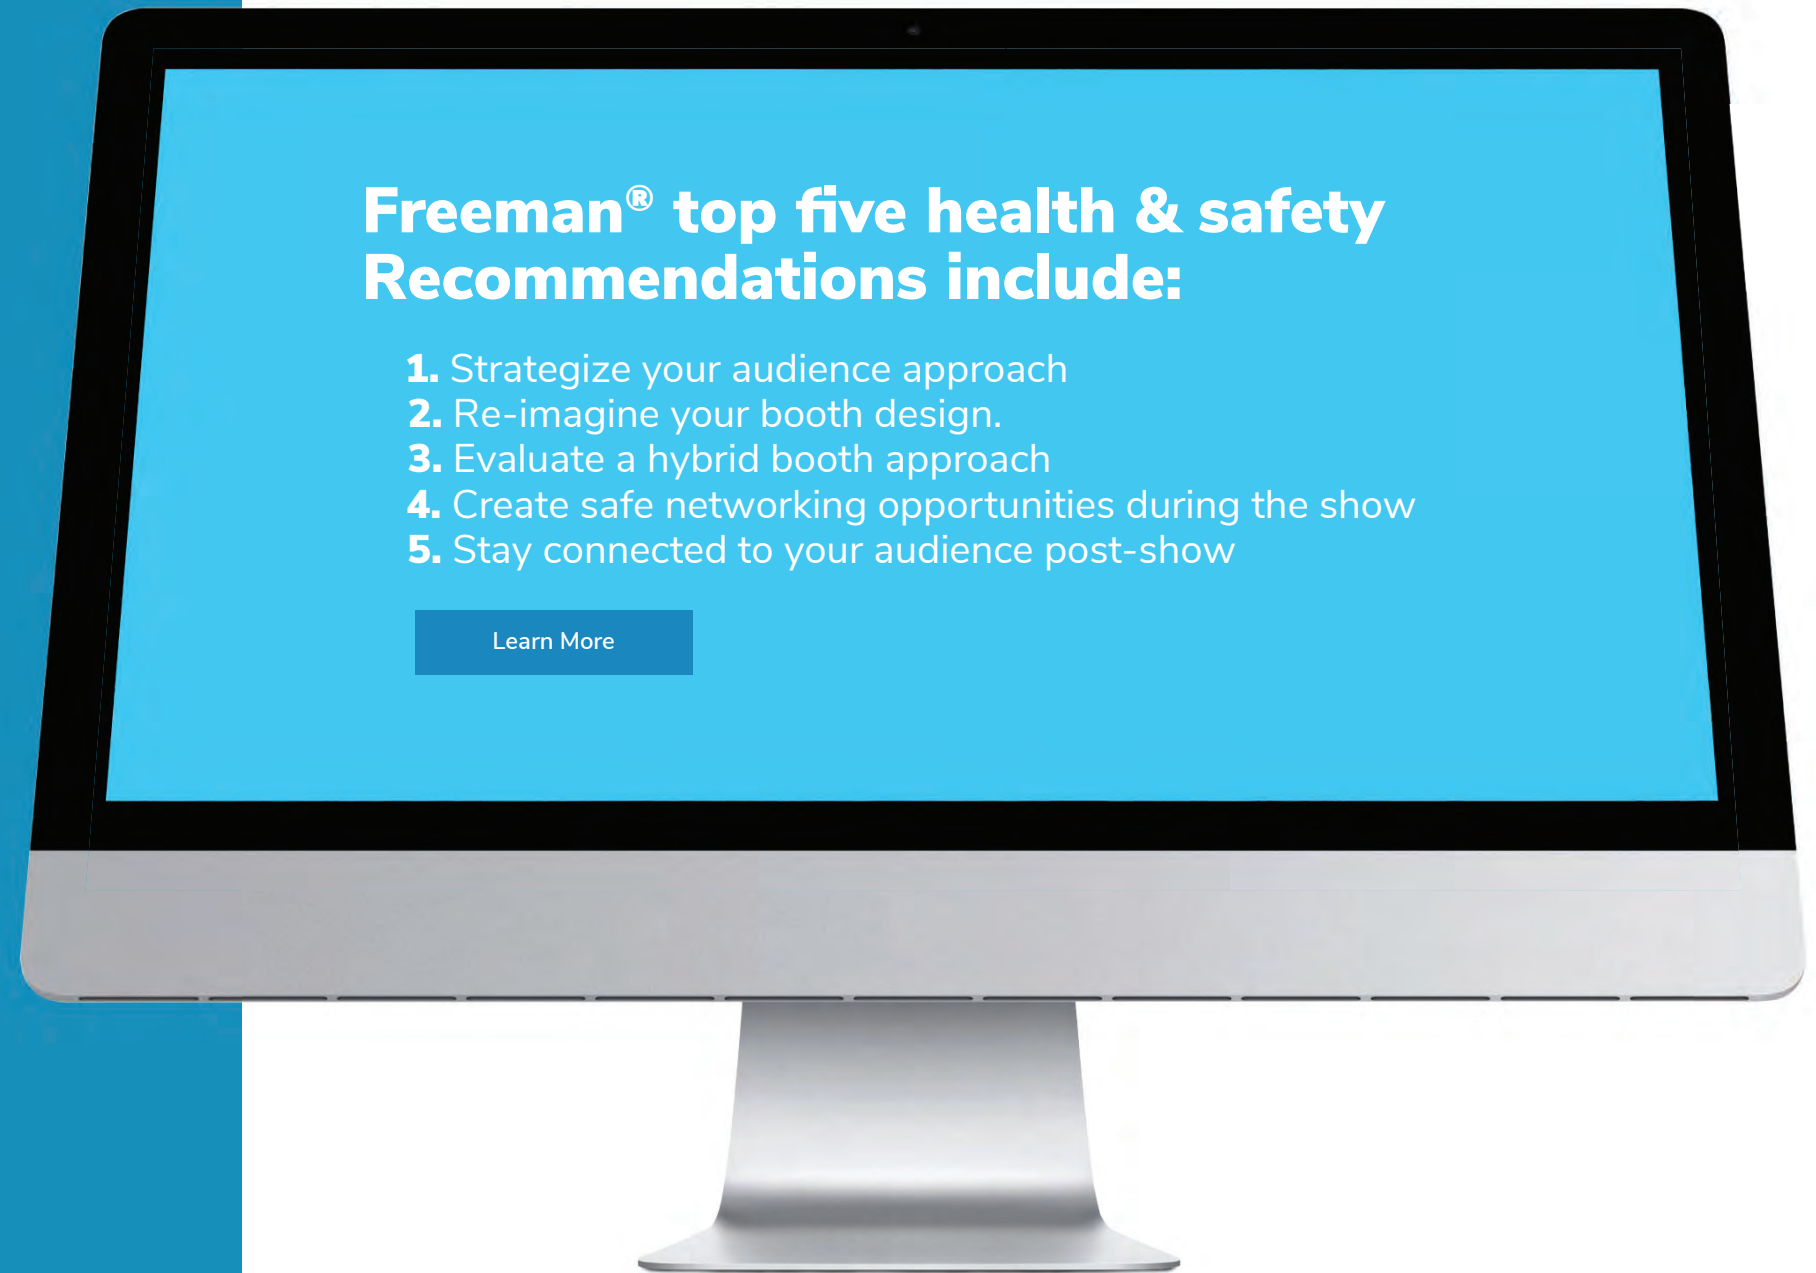 Freeman® top five health & safety
Recommendations include:
1. Strategize your audience approach
2. Re-imagine your booth design.
3. Evaluate a hybrid booth approach
4. Create safe networking opportunities during the show
5. Stay connected to your audience post-show
Learn More